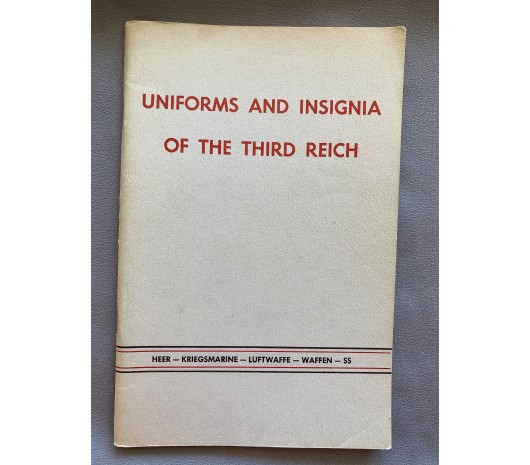 UNIFORMS AND INSIGNIA
OF THE THIRD REICH
HEER — KRIEGSMARINE — LUFTWAFFE — WAFFEN — SS